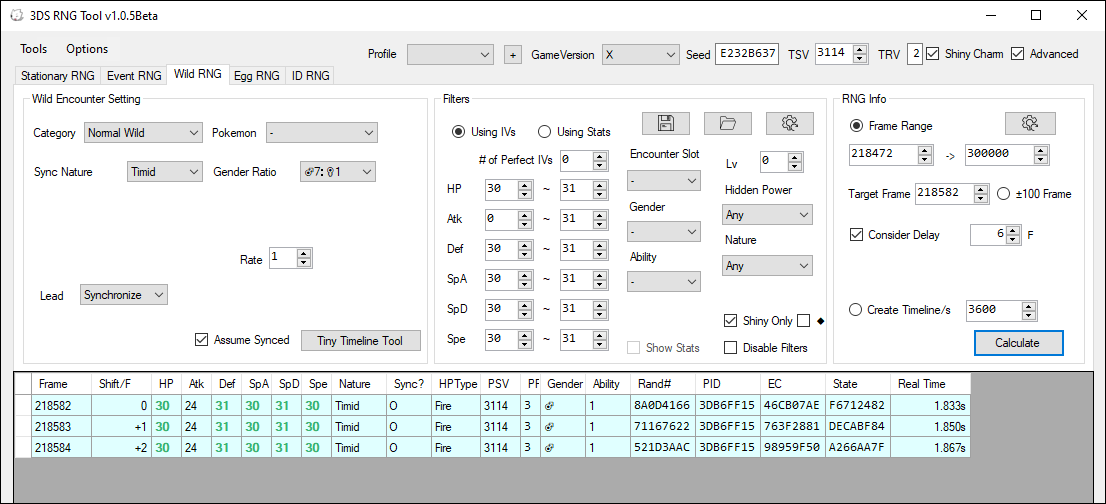 3DS RNG Tool v1.0.5Beta
Tools Options
Profile + GameVersion X Seed E232B637 TSV 3114 TRV 2 Shiny Charm Advanced
Stationary RNG Event RNG Wild RNG Egg RNG ID RNG
Wild Encounter Setting
Category Normal Wild Pokemon -
Sync Nature Timid Gender Ratio ♂7:♀1
Rate 1
Lead Synchronize
Assume Synced Tiny Timeline Tool
Filters
Using IVs Using Stats
# of Perfect IVs 0
HP 30 ~ 31
Atk 0 ~ 31
Def 30 ~ 31
SpA 30 ~ 31
SpD 30 ~ 31
Spe 30 ~ 31
Encounter Slot
-
Gender
-
Ability
-
Show Stats
Lv 0
Hidden Power
Any
Nature
Any
Shiny Only ◆
Disable Filters
RNG Info
Frame Range
218472 -> 300000
Target Frame 218582 ±100 Frame
Consider Delay 6 F
Create Timeline/s 3600
Calculate
Frame Shift/F HP Atk Def SpA SpD Spe Nature Sync? HPType PSV PF Gender Ability Rand# PID EC State Real Time
218582 0 30 24 31 30 31 30 Timid O Fire 3114 3 ♂ 1 8A0D4166 3DB6FF15 46CB07AE F6712482 1.833s
218583 +1 30 24 31 30 31 30 Timid O Fire 3114 3 ♂ 1 71167622 3DB6FF15 763F2881 DECABF84 1.850s
218584 +2 30 24 31 30 31 30 Timid O Fire 3114 3 ♂ 1 521D3AAC 3DB6FF15 98959F50 A266AA7F 1.867s